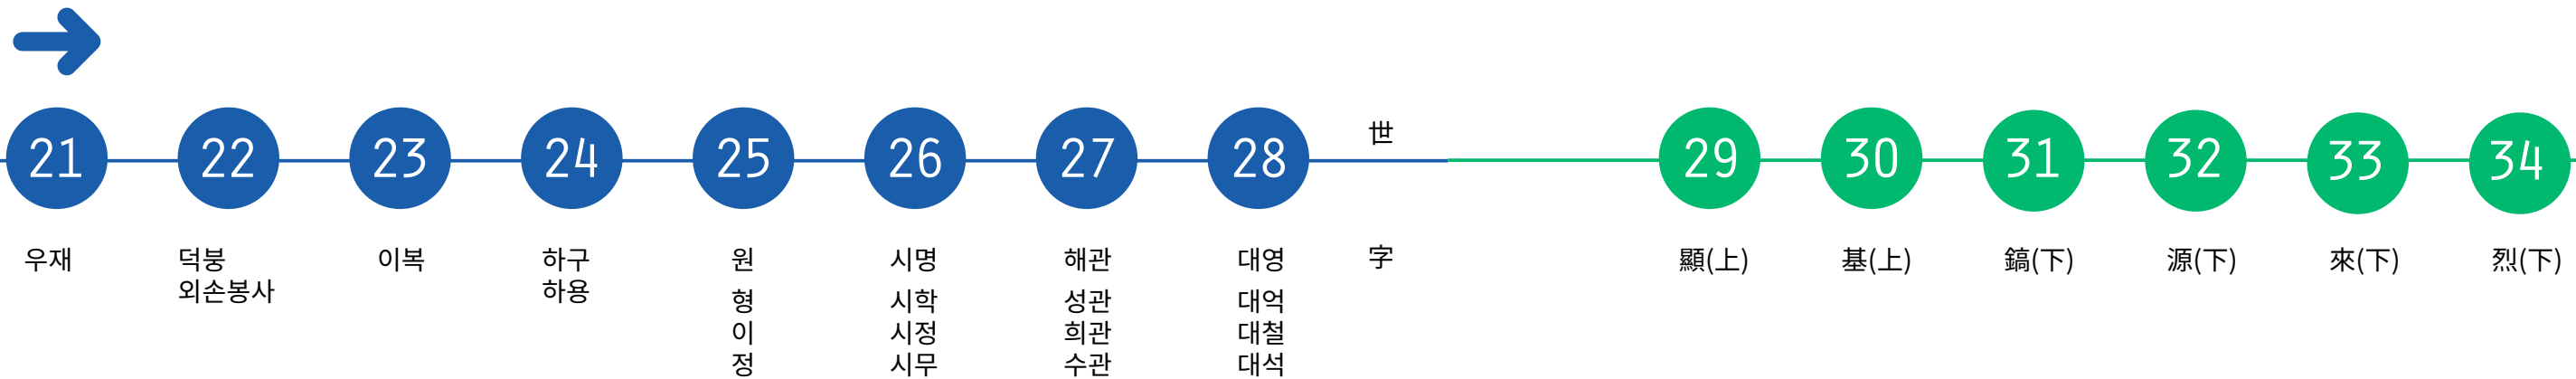 21 22 23 24 25 26 27 28 世 29 30 31 32 33 34
우재 덕붕 이복 하구 원 시명 해관 대영 字 顯(上) 基(上) 鎬(下) 源(下) 來(下) 烈(下)
외손봉사 하용 형 시학 성관 대억
이 시정 희관 대철
정 시무 수관 대석